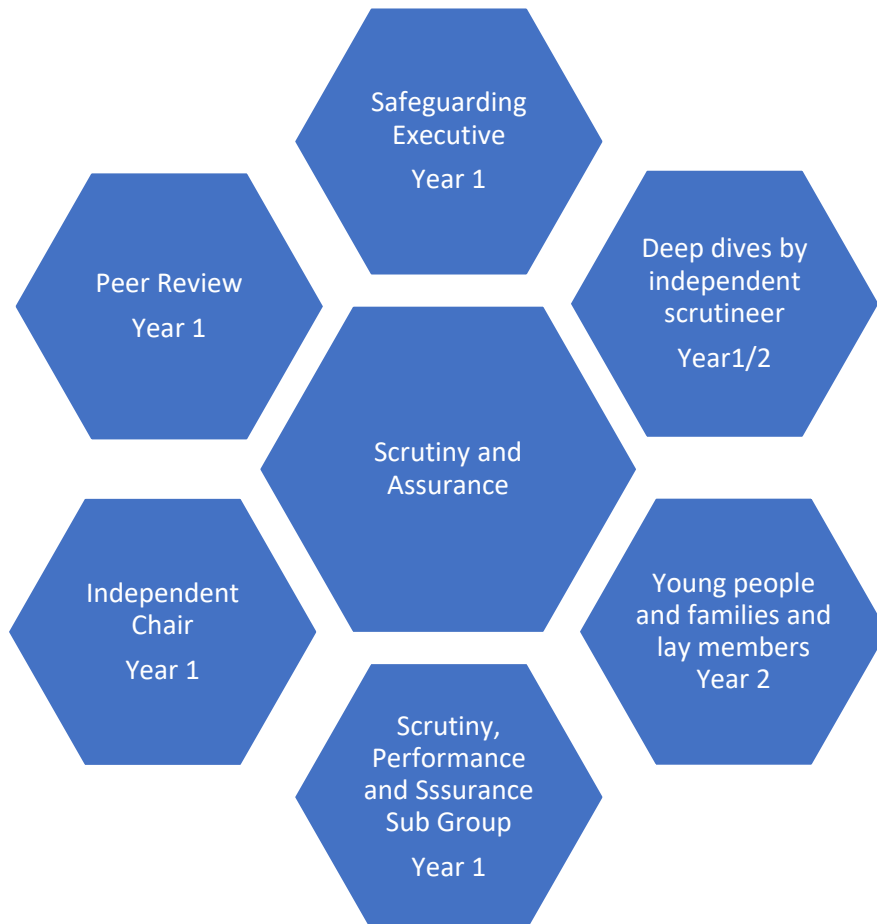 Safeguarding
Executive
Year 1
Peer Review
Year 1
Deep dives by
independent
scrutineer
Year1/2
Scrutiny and
Assurance
Independent
Chair
Year 1
Young people
and families and
lay members
Year 2
Scrutiny,
Performance
and Sssurance
Sub Group
Year 1